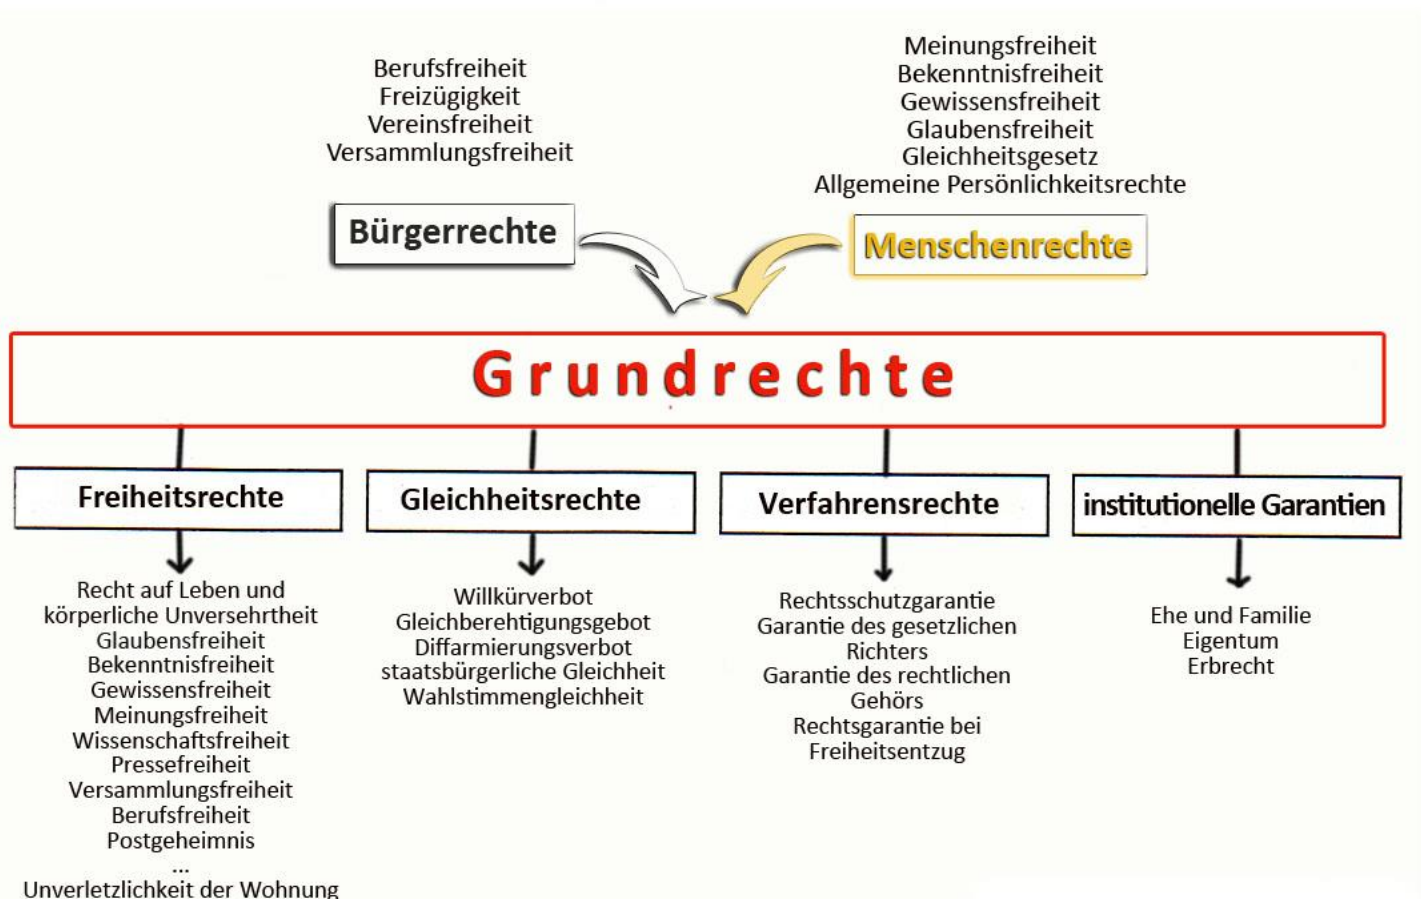 Berufsfreiheit
Freizügigkeit
Vereinsfreiheit
Versammlungsfreiheit
Bürgerrechte
Meinungsfreiheit
Bekenntnisfreiheit
Gewissensfreiheit
Glaubensfreiheit
Gleichheitsgesetz
Allgemeine Persönlichkeitsrechte
Menschenrechte
Grundrechte
Freiheitsrechte
Recht auf Leben und
körperliche Unversehrtheit
Glaubensfreiheit
Bekenntnisfreiheit
Gewissensfreiheit
Meinungsfreiheit
Wissenschaftsfreiheit
Pressefreiheit
Versammlungsfreiheit
Berufsfreiheit
Postgeheimnis
...
Unverletzlichkeit der Wohnung
Gleichheitsrechte
Willkürverbot
Gleichberehtigungsgebot
Diffarmierungsverbot
staatsbürgerliche Gleichheit
Wahlstimmengleichheit
Verfahrensrechte
Rechtsschutzgarantie
Garantie des gesetzlichen
Richters
Garantie des rechtlichen
Gehörs
Rechtsgarantie bei
Freiheitsentzug
institutionelle Garantien
Ehe und Familie
Eigentum
Erbrecht